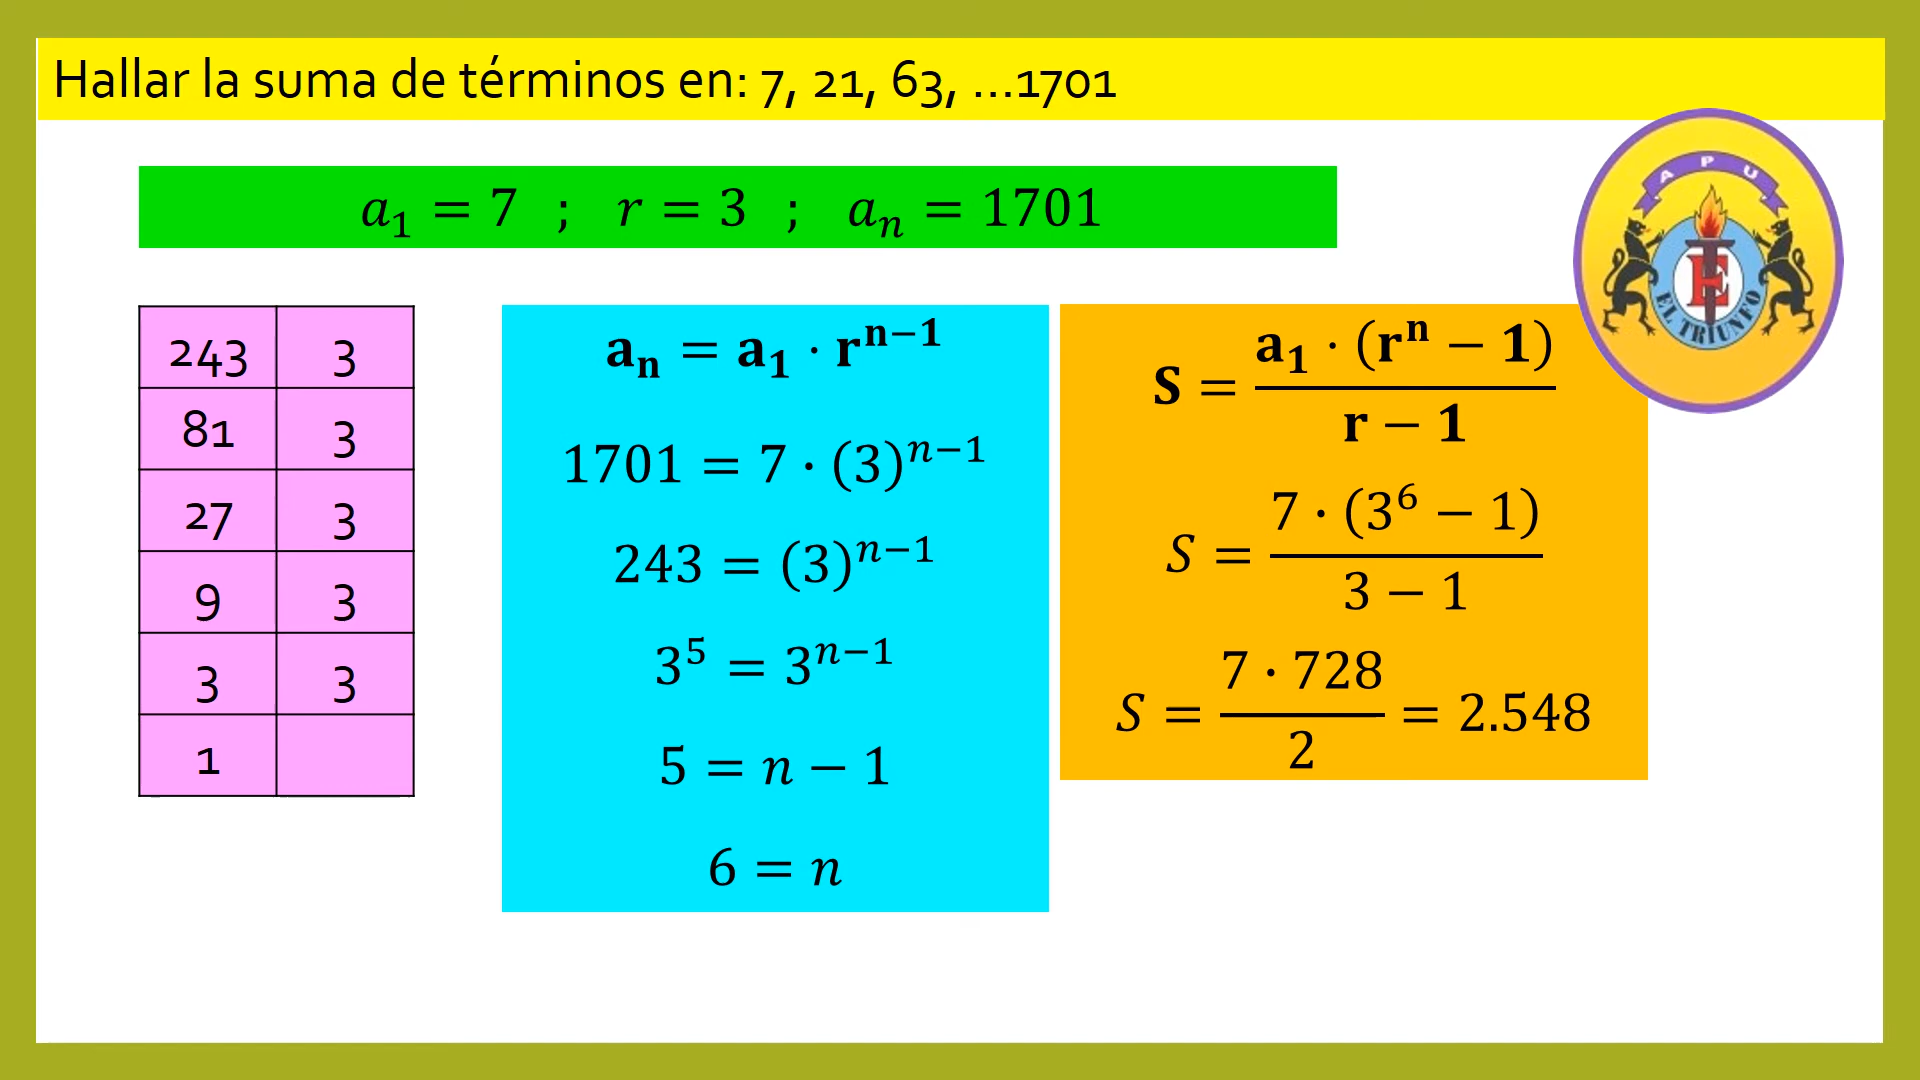 Hallar la suma de términos en: 7, 21, 63, ...1701
A P U
E
EL TRIUNFO
a₁ = 7 ; r = 3 ; aₙ = 1701
243 3
81 3
27 3
9 3
3 3
1
aₙ = a₁ · rⁿ⁻¹
1701 = 7 · (3)ⁿ⁻¹
243 = (3)ⁿ⁻¹
3⁵ = 3ⁿ⁻¹
5 = n − 1
6 = n
S = a₁ · (rⁿ − 1) / r − 1
S = 7 · (3⁶ − 1) / 3 − 1
S = 7 · 728 / 2 = 2.548